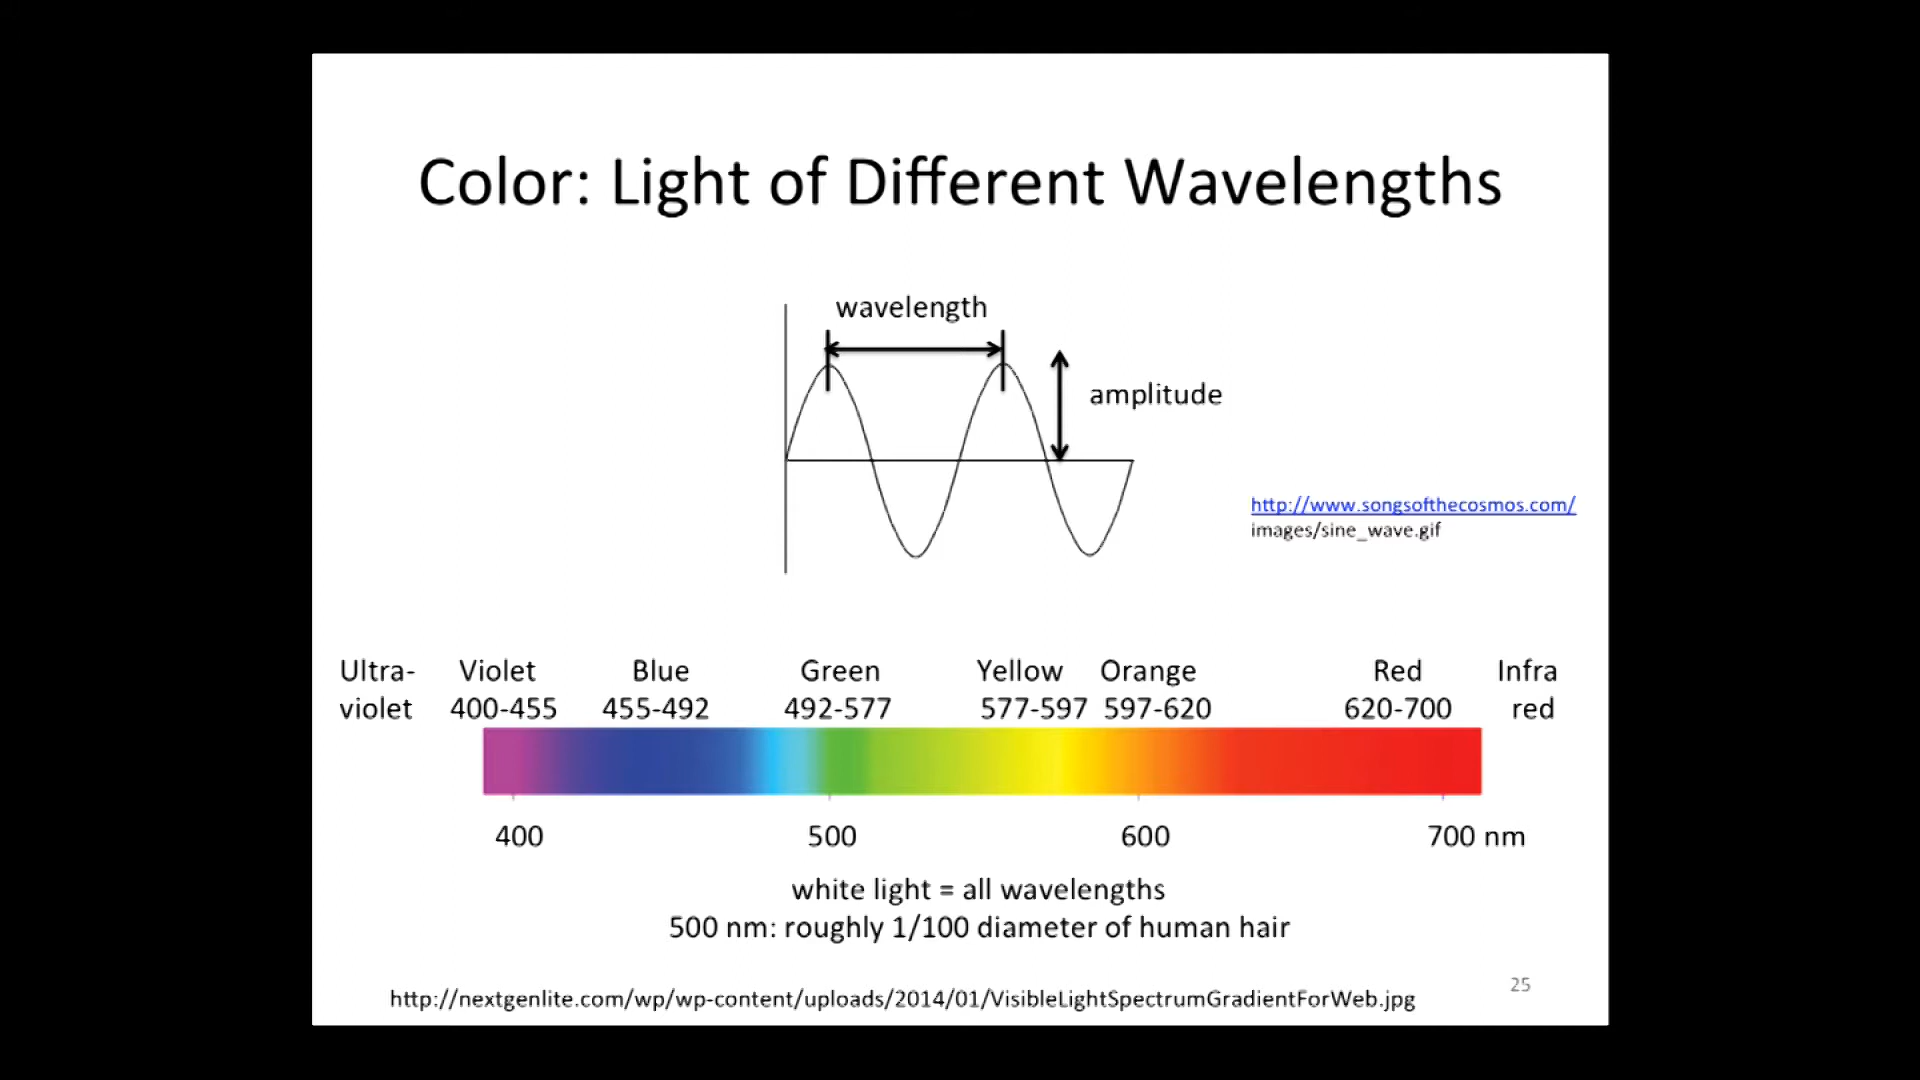 Color: Light of Different Wavelengths
wavelength
amplitude
http://www.songsofthecosmos.com/
images/sine_wave.gif
Ultra- Violet Blue Green Yellow Orange Red Infra
violet 400-455 455-492 492-577 577-597 597-620 620-700 red
400 500 600 700 nm
white light = all wavelengths
500 nm: roughly 1/100 diameter of human hair
25
http://nextgenlite.com/wp/wp-content/uploads/2014/01/VisibleLightSpectrumGradientForWeb.jpg